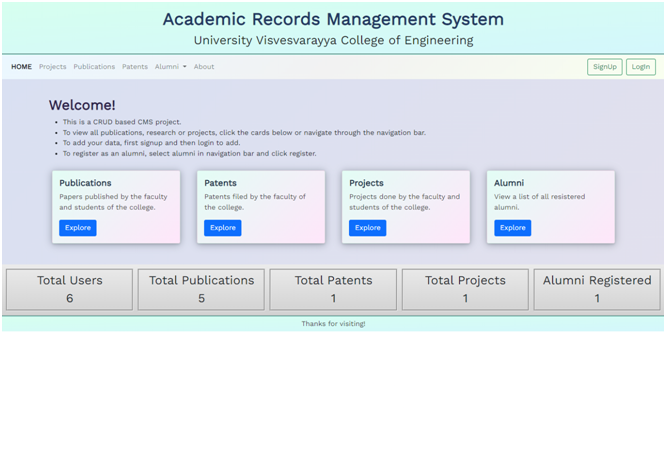 Academic Records Management System
University Visvesvarayya College of Engineering
HOME Projects Publications Patents Alumni About SignUp LogIn
Welcome!
This is a CRUD based CMS project.
To view all publications, research or projects, click the cards below or navigate through the navigation bar.
To add your data, first signup and then login to add.
To register as an alumni, select alumni in navigation bar and click register.
Publications
Papers published by the faculty
and students of the college.
Explore
Patents
Patents filed by the faculty of
the college.
Explore
Projects
Projects done by the faculty and
students of the college.
Explore
Alumni
View a list of all resistered
alumni.
Explore
Total Users
6
Total Publications
5
Total Patents
1
Total Projects
1
Alumni Registered
1
Thanks for visiting!